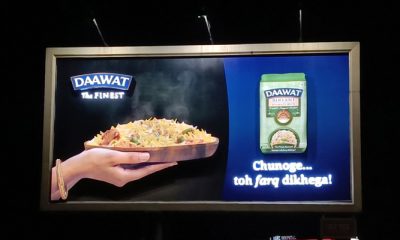 DAAWAT
The FINEST
DAAWAT
Chunoge...
toh farq dikhega!